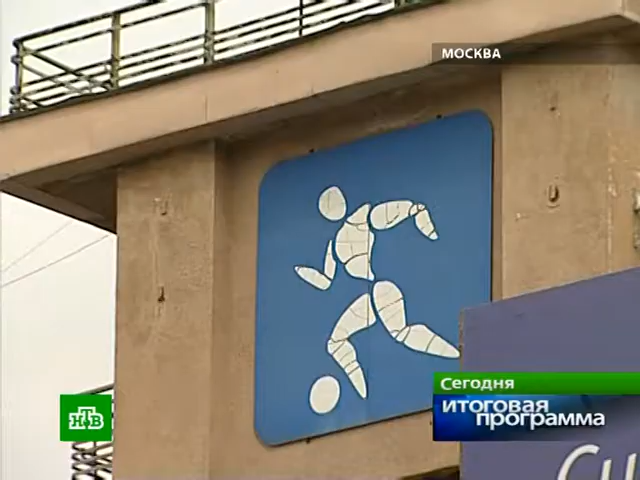 МОСКВА
Сегодня
итоговая
программа
НТВ